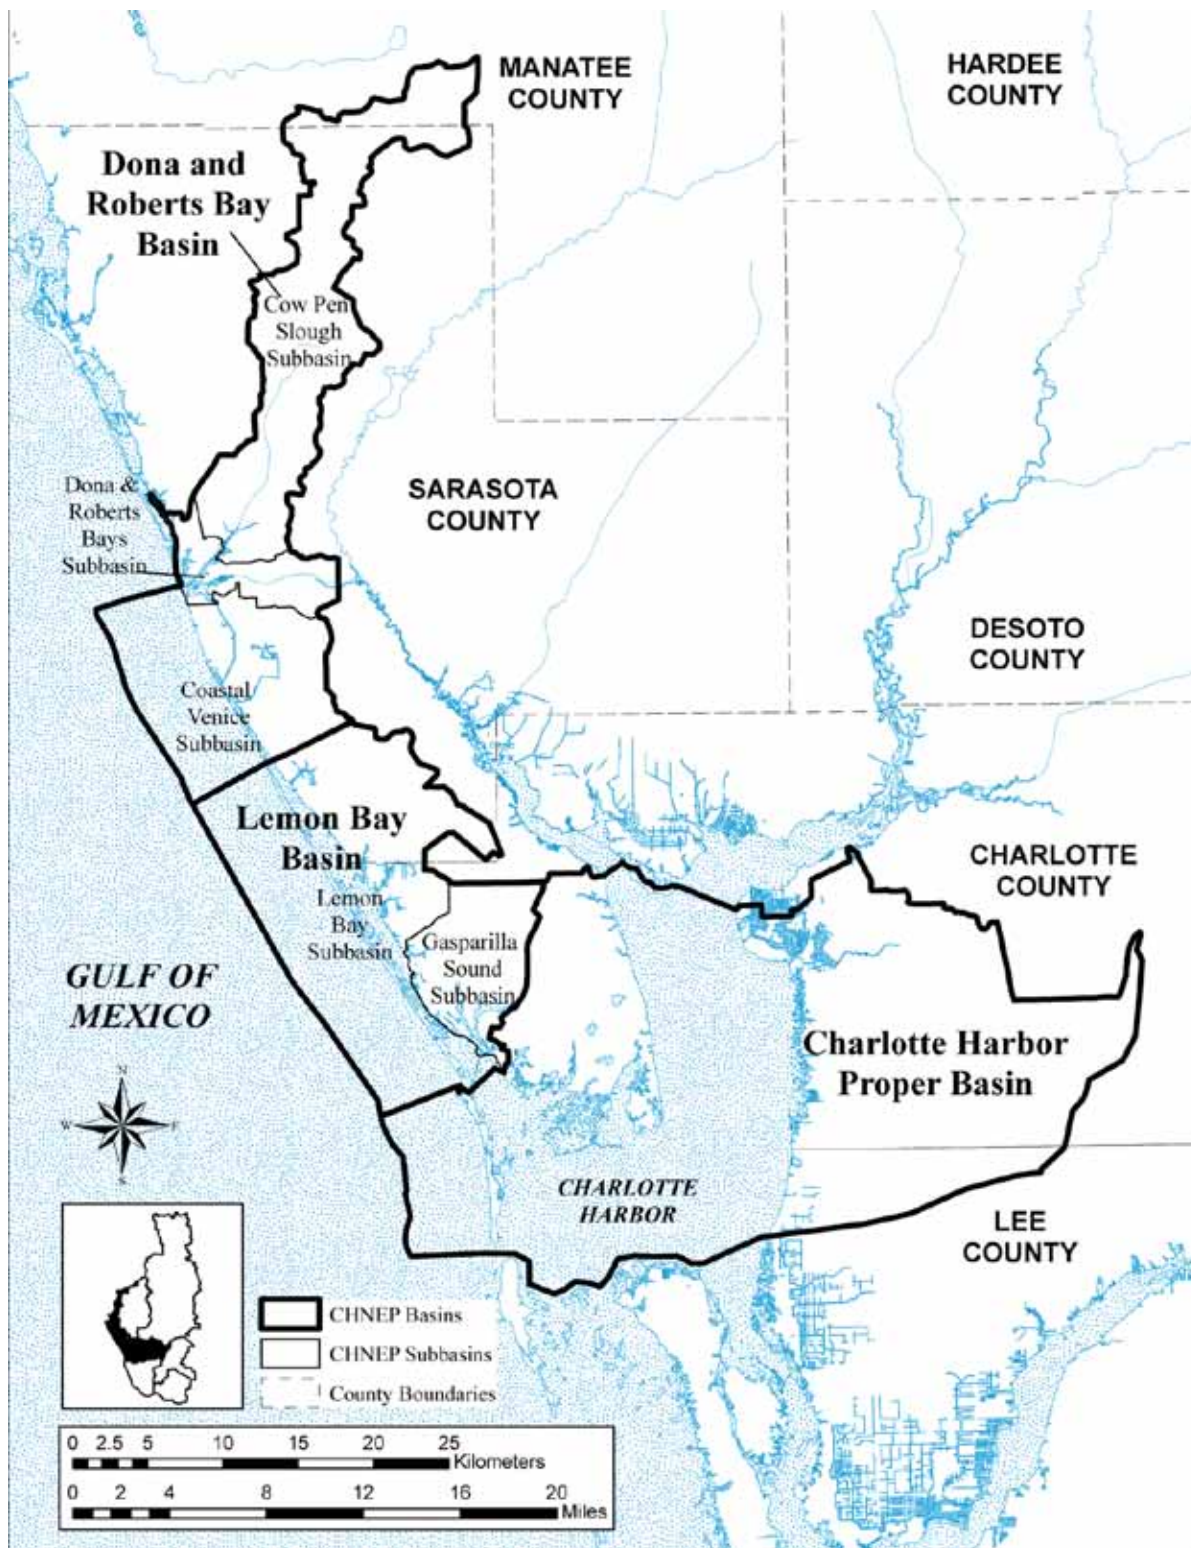 MANATEE
COUNTY
HARDEE
COUNTY
Dona and
Roberts Bay
Basin
Cow Pen
Slough
Subbasin
Dona &
Roberts
Bays
Subbasin
SARASOTA
COUNTY
DESOTO
COUNTY
Coastal
Venice
Subbasin
Lemon Bay
Basin
CHARLOTTE
COUNTY
Lemon
Bay
Subbasin
Gasparilla
Sound
Subbasin
GULF OF
MEXICO
Charlotte Harbor
Proper Basin
N
W E
S
CHARLOTTE
HARBOR
LEE
COUNTY
CHNEP Basins
CHNEP Subbasins
County Boundaries
0 2.5 5 10 15 20 25
Kilometers
0 2 4 8 12 16 20
Miles